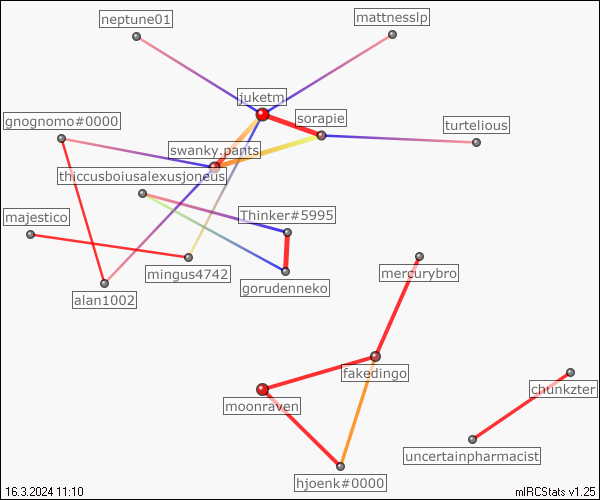 neptune01
mattnesslp
juketm
gnognomo#0000
sorapie
turtelious
swanky.pants
thiccusboiusalexusjoneus
majestico
Thinker#5995
mingus4742
mercurybro
gorudenneko
alan1002
fakedingo
chunkzter
moonraven
uncertainpharmacist
hjoenk#0000
16.3.2024 11:10
mIRCStats v1.25